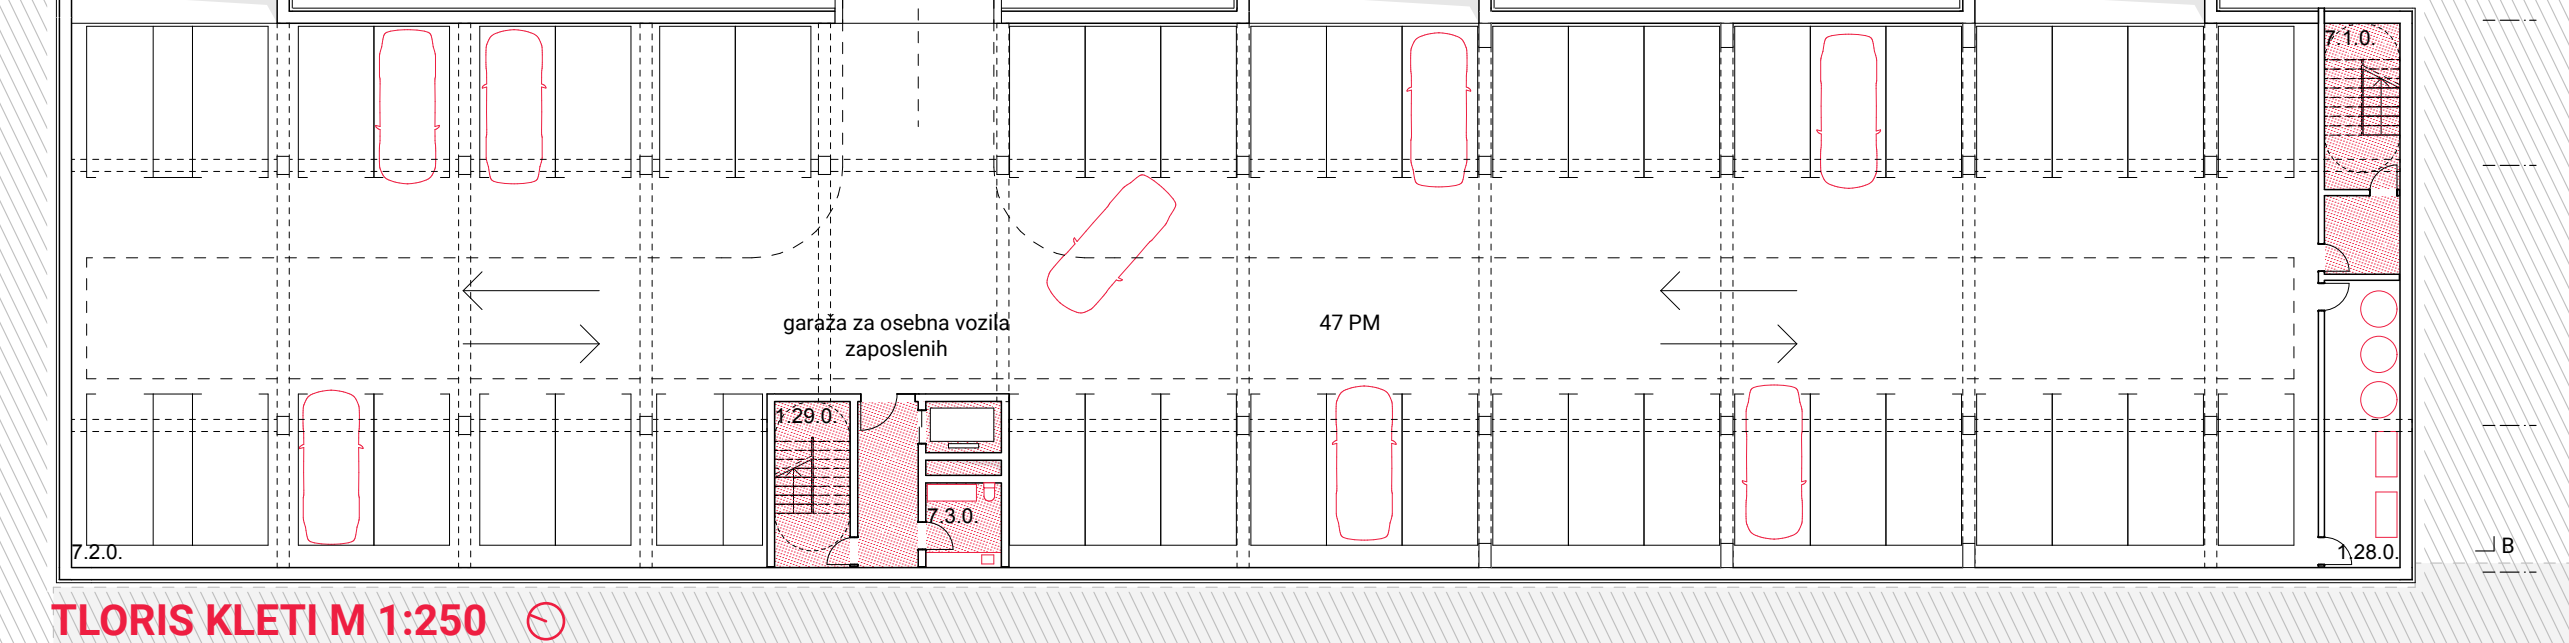 7.1.0.
garaža za osebna vozila
zaposlenih
47 PM
1.29.0.
7.3.0.
7.2.0.
1.28.0.
B
TLORIS KLETI M 1:250